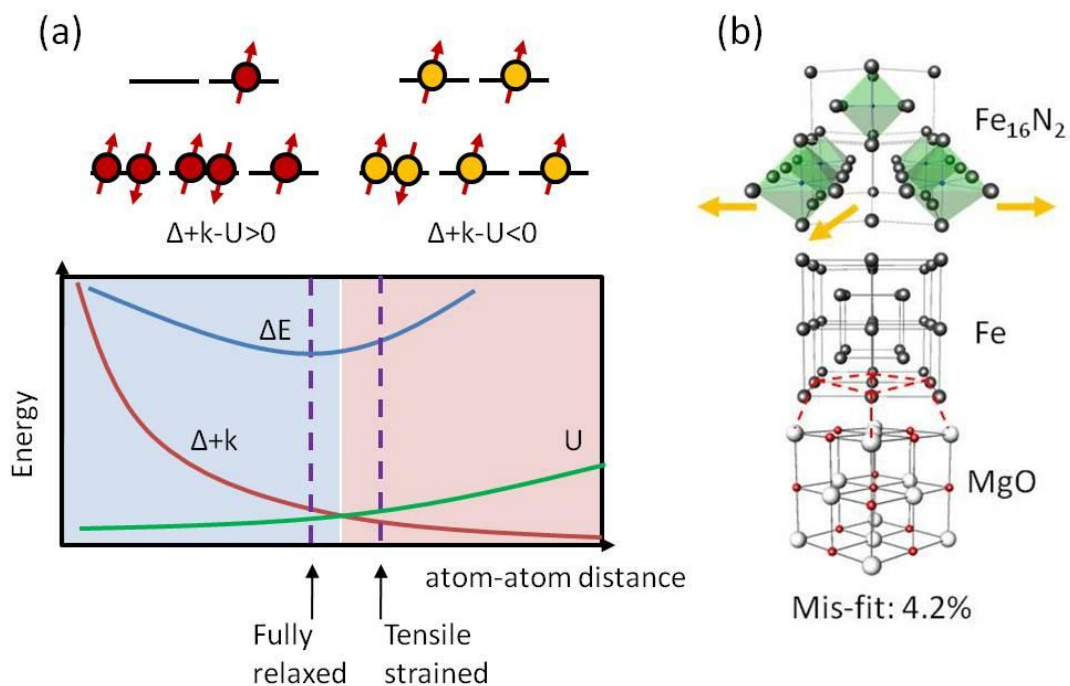 (a)
Δ+k-U>0
Δ+k-U<0
Energy
ΔE
Δ+k
U
atom-atom distance
Fully
relaxed
Tensile
strained
(b)
Fe₁₆N₂
Fe
MgO
Mis-fit: 4.2%